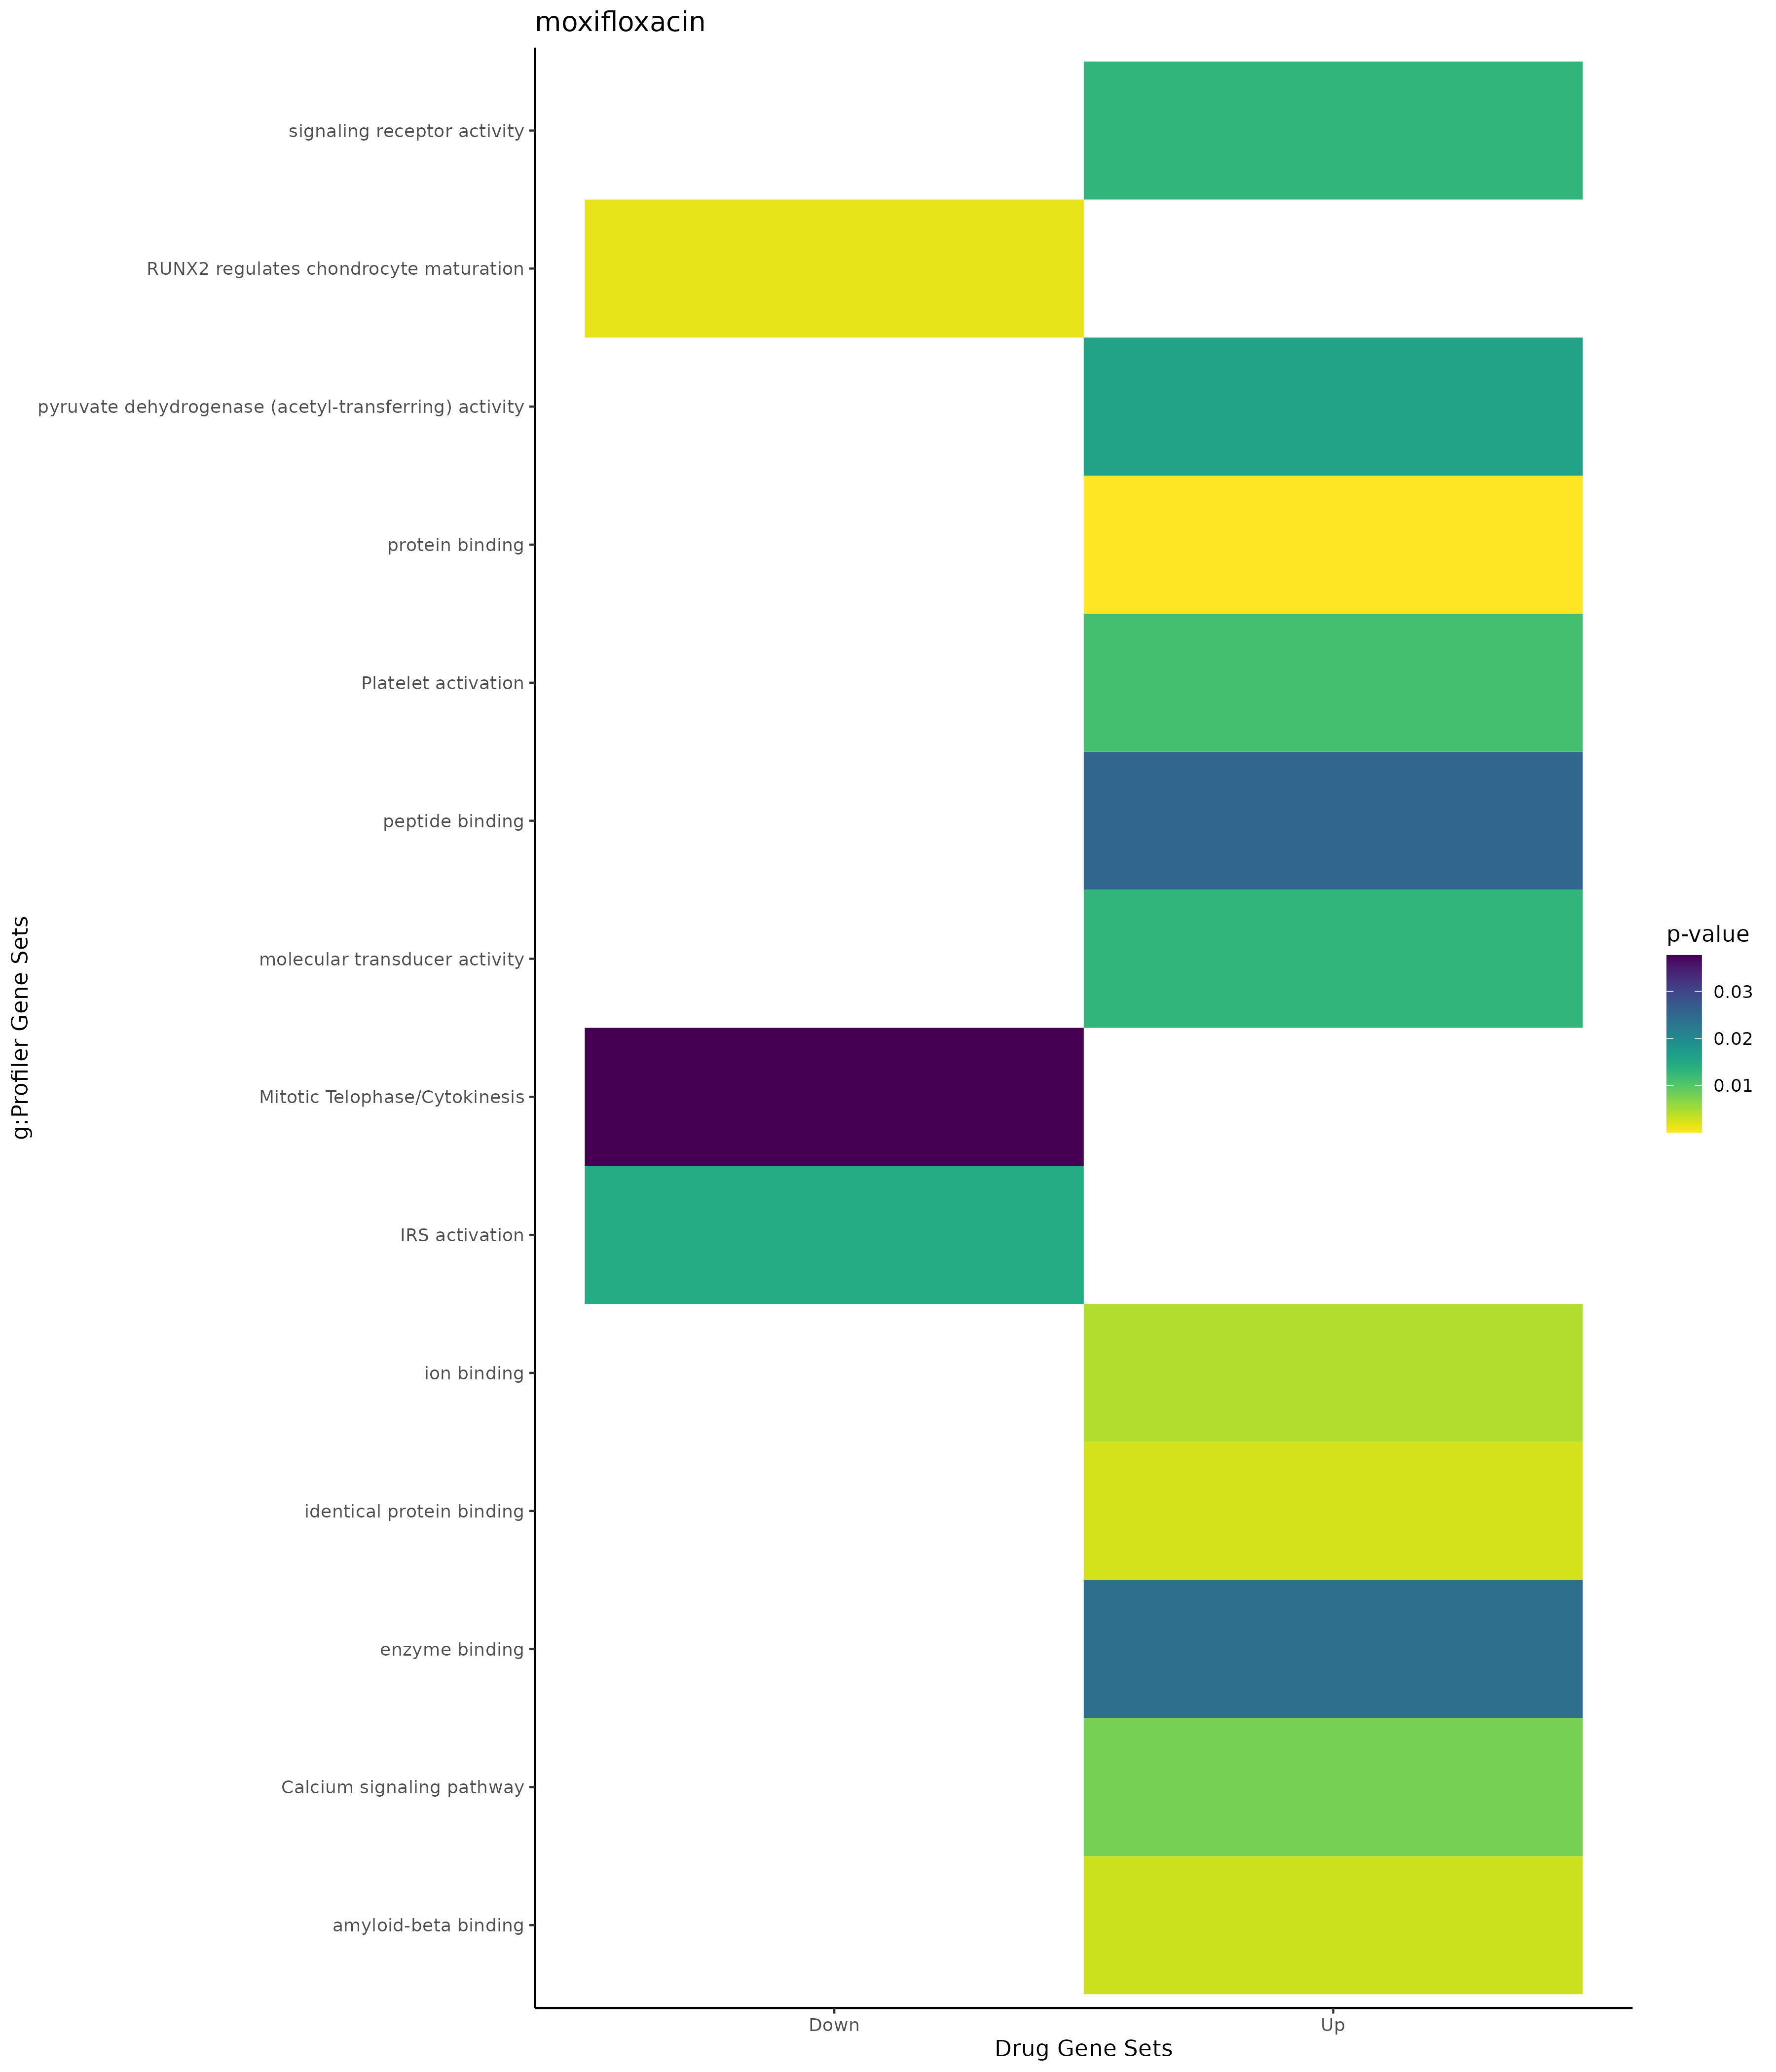 moxifloxacin
signaling receptor activity
RUNX2 regulates chondrocyte maturation
pyruvate dehydrogenase (acetyl-transferring) activity
protein binding
Platelet activation
peptide binding
molecular transducer activity
Mitotic Telophase/Cytokinesis
IRS activation
ion binding
identical protein binding
enzyme binding
Calcium signaling pathway
amyloid-beta binding
g:Profiler Gene Sets
Down Up
Drug Gene Sets
p-value
0.03
0.02
0.01